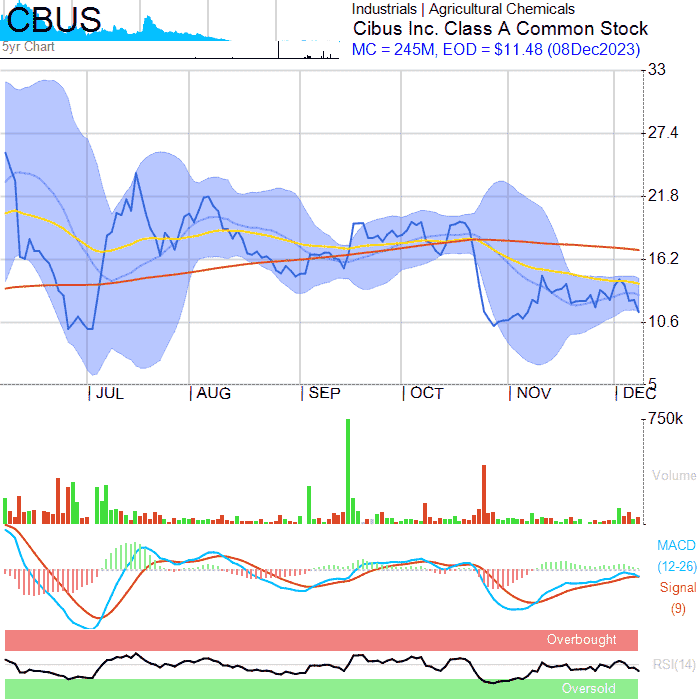 CBUS
5yr Chart
Industrials | Agricultural Chemicals
Cibus Inc. Class A Common Stock
MC = 245M, EOD = $11.48 (08Dec2023)
33
27.4
21.8
16.2
10.6
5
JUL AUG SEP OCT NOV DEC
750k
Volume
MACD
(12-26)
Signal
(9)
Overbought
RSI(14)
Oversold